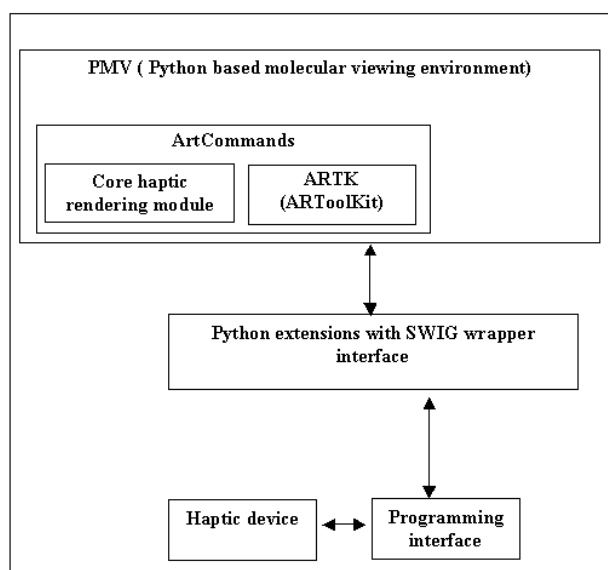 PMV ( Python based molecular viewing environment)
ArtCommands
Core haptic
rendering module
ARTK
(ARToolKit)
Python extensions with SWIG wrapper
interface
Haptic device
Programming
interface